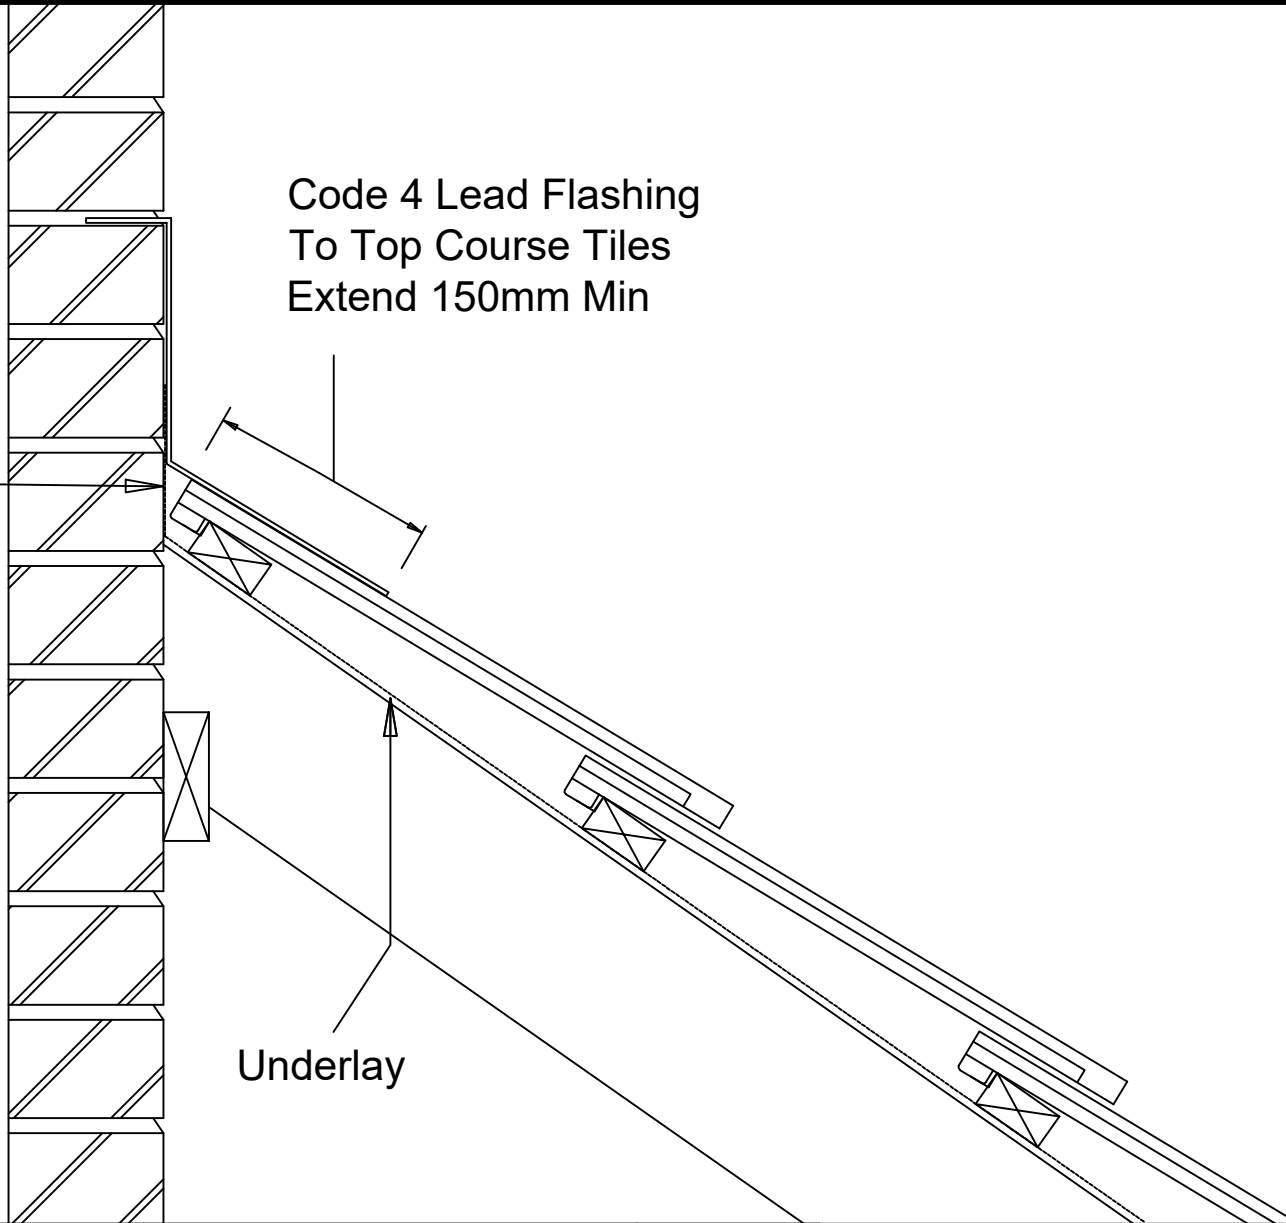 Code 4 Lead Flashing
To Top Course Tiles
Extend 150mm Min
Underlay